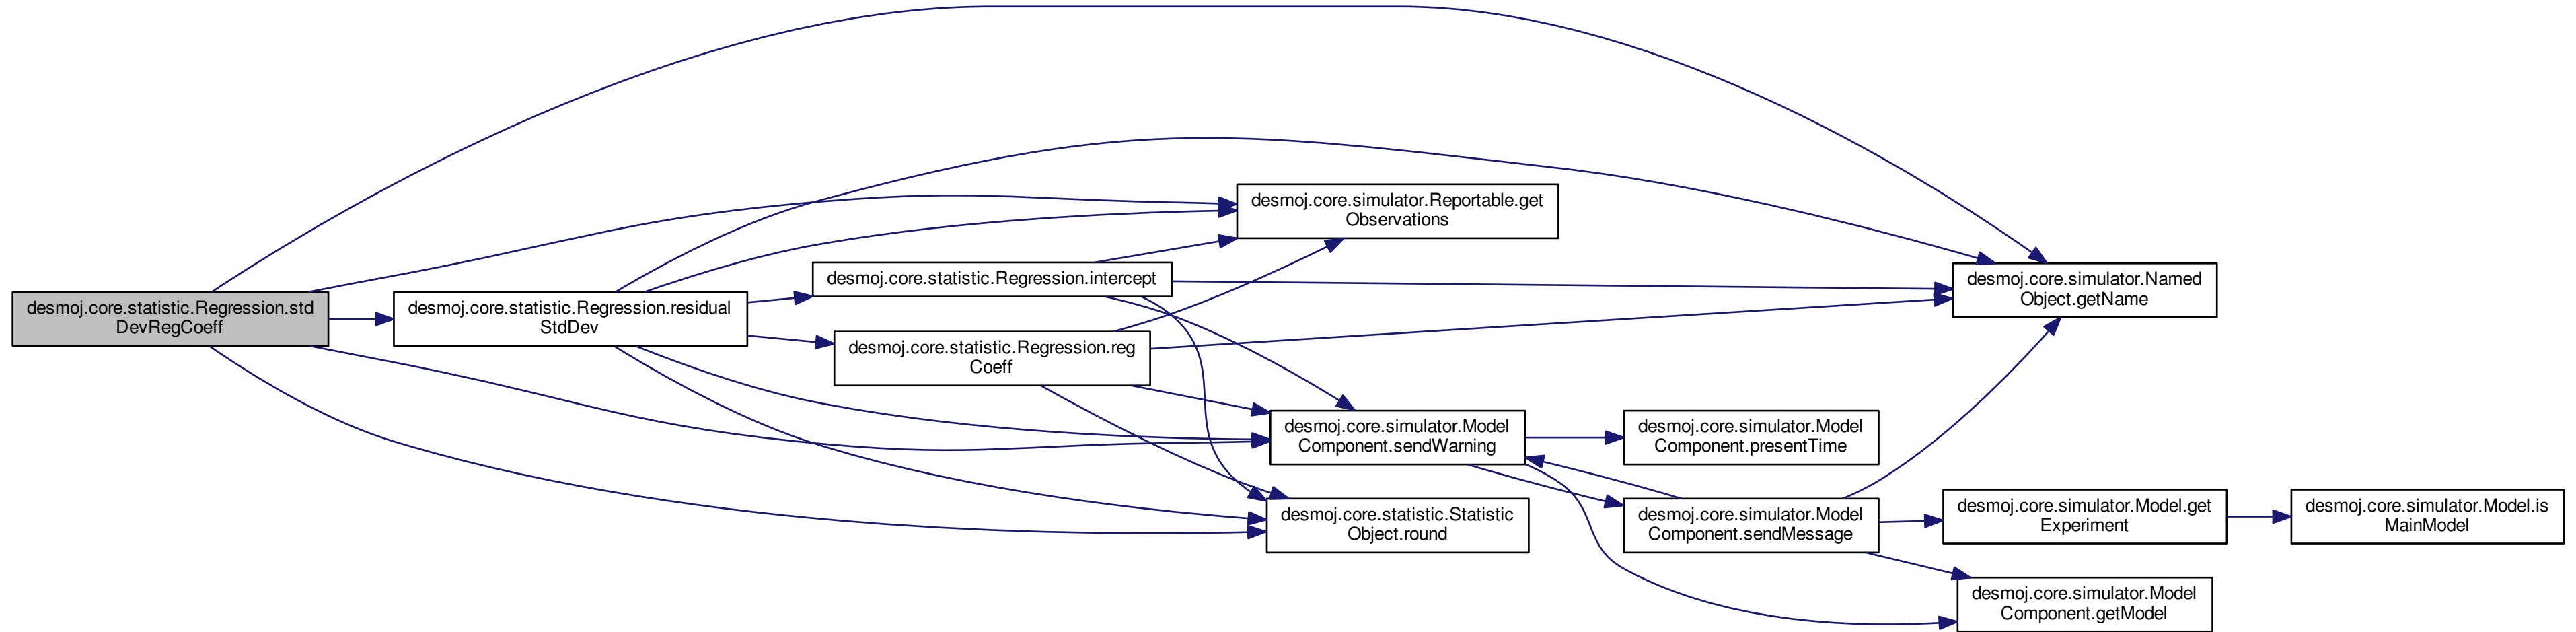 desmoj.core.statistic.Regression.std
DevRegCoeff
desmoj.core.statistic.Regression.residual
StdDev
desmoj.core.statistic.Regression.intercept
desmoj.core.statistic.Regression.reg
Coeff
desmoj.core.simulator.Reportable.get
Observations
desmoj.core.simulator.Model
Component.sendWarning
desmoj.core.statistic.Statistic
Object.round
desmoj.core.simulator.Model
Component.presentTime
desmoj.core.simulator.Model
Component.sendMessage
desmoj.core.simulator.Named
Object.getName
desmoj.core.simulator.Model.get
Experiment
desmoj.core.simulator.Model
Component.getModel
desmoj.core.simulator.Model.is
MainModel